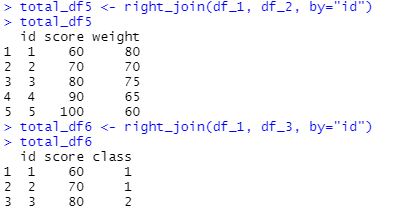 > total_df5 <- right_join(df_1, df_2, by="id")
> total_df5
  id score weight
1  1    60     80
2  2    70     70
3  3    80     75
4  4    90     65
5  5   100     60
> total_df6 <- right_join(df_1, df_3, by="id")
> total_df6
  id score class
1  1    60     1
2  2    70     1
3  3    80     2